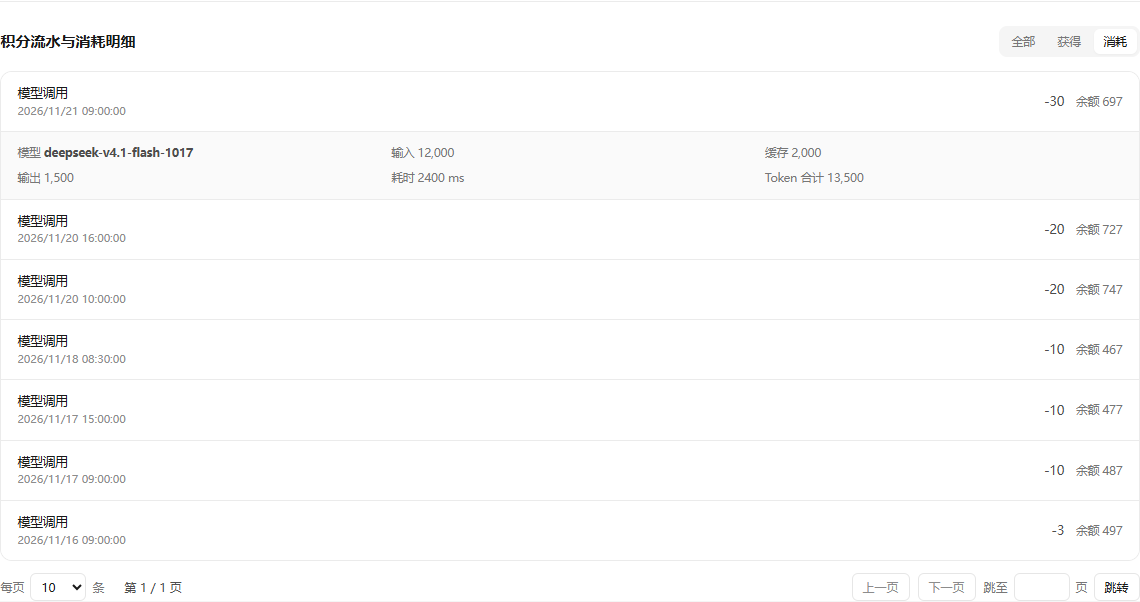 积分流水与消耗明细
全部 获得 消耗
模型调用
2026/11/21 09:00:00
-30 余额 697
模型 deepseek-v4.1-flash-1017 输入 12,000 缓存 2,000
输出 1,500 耗时 2400 ms Token 合计 13,500
模型调用
2026/11/20 16:00:00
-20 余额 727
模型调用
2026/11/20 10:00:00
-20 余额 747
模型调用
2026/11/18 08:30:00
-10 余额 467
模型调用
2026/11/17 15:00:00
-10 余额 477
模型调用
2026/11/17 09:00:00
-10 余额 487
模型调用
2026/11/16 09:00:00
-3 余额 497
每页 10 条 第 1 / 1 页 上一页 下一页 跳至 页 跳转